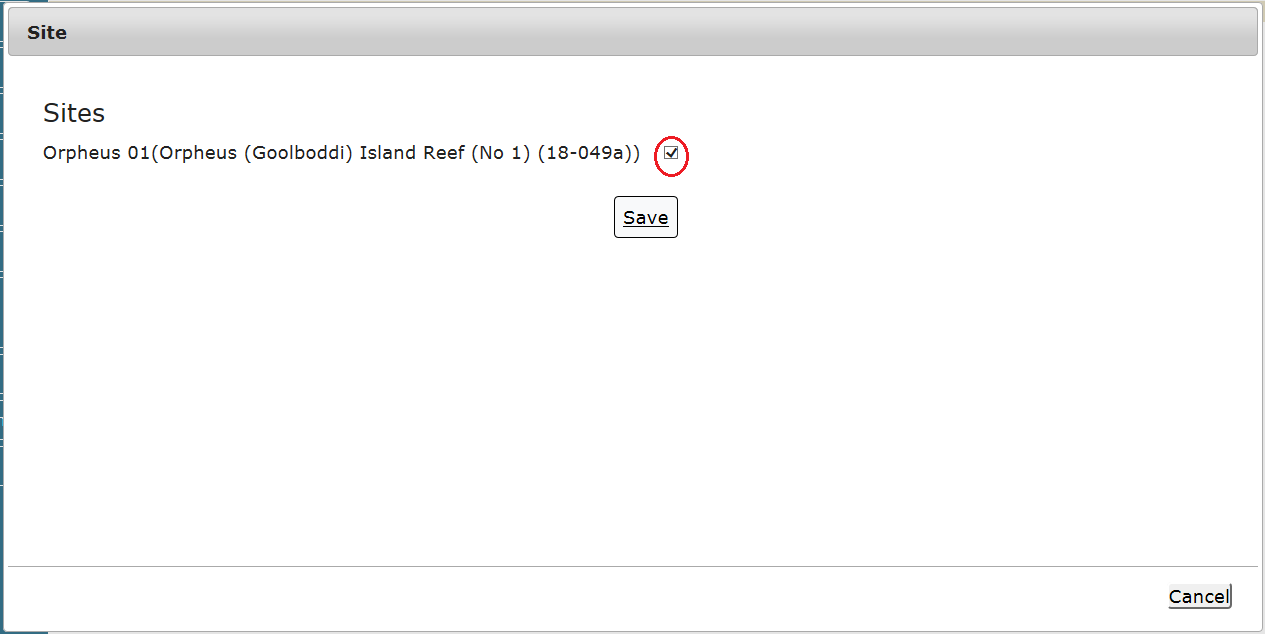 Site
Sites
Orpheus 01(Orpheus (Goolboddi) Island Reef (No 1) (18-049a))
Save
Cancel